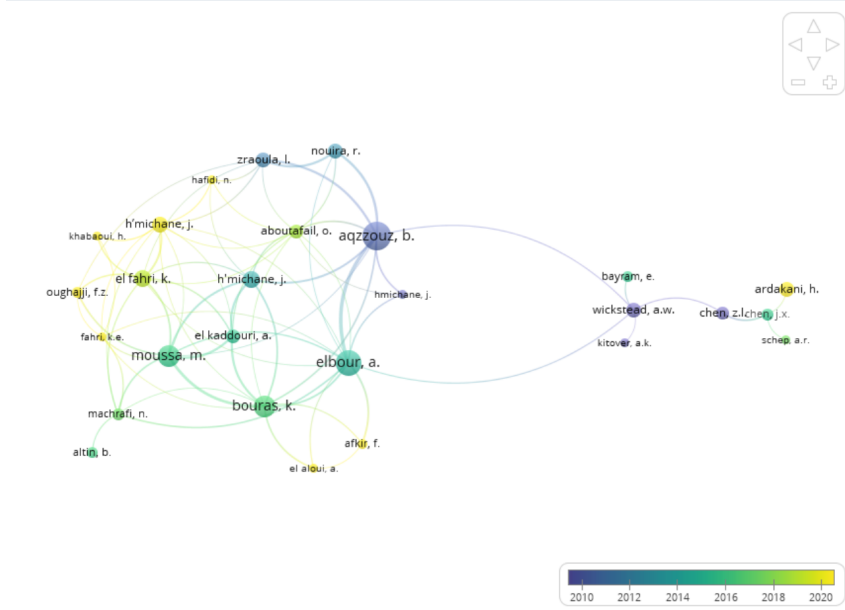 nouira, r.
zraoula, l.
hafidi, n.
h'michane, j.
khabaoui, h.
aboutafail, o.
aqzzouz, b.
el fahri, k.
h'michane, j.
oughajji, f.z.
hmichane, j.
bayram, e.
ardakani, h.
wickstead, a.w.
chen, z.l.
chen, j.x.
fahri, k.e.
el kaddouri, a.
kitover, a.k.
schep, a.r.
moussa, m.
elbour, a.
bouras, k.
machrafi, n.
altin, b.
afkir, f.
el aloui, a.
2010 2012 2014 2016 2018 2020